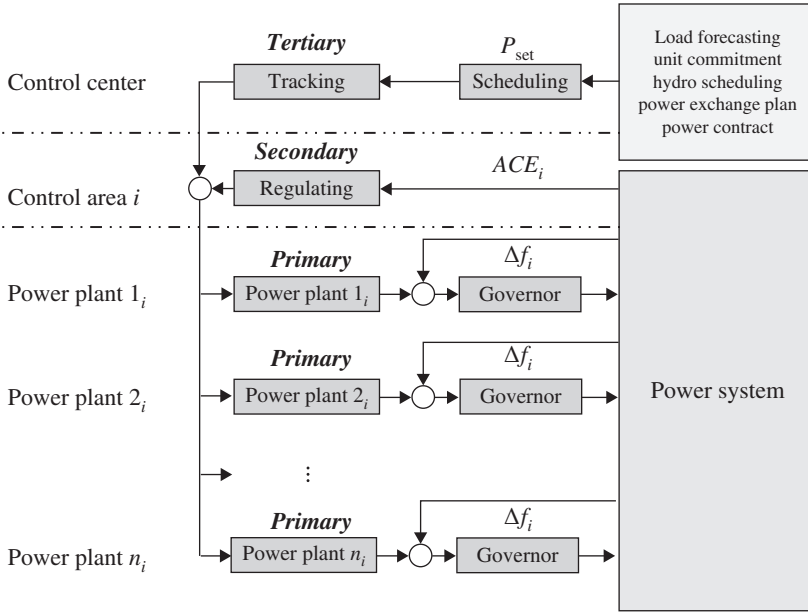 Load forecasting
unit commitment
hydro scheduling
power exchange plan
power contract
Tertiary
P_set
Control center
Tracking
Scheduling
Secondary
ACE_i
Control area i
Regulating
Primary
Δf_i
Power plant 1_i
Power plant 1_i
Governor
Primary
Δf_i
Power plant 2_i
Power plant 2_i
Governor
Power system
⋮
Primary
Δf_i
Power plant n_i
Power plant n_i
Governor